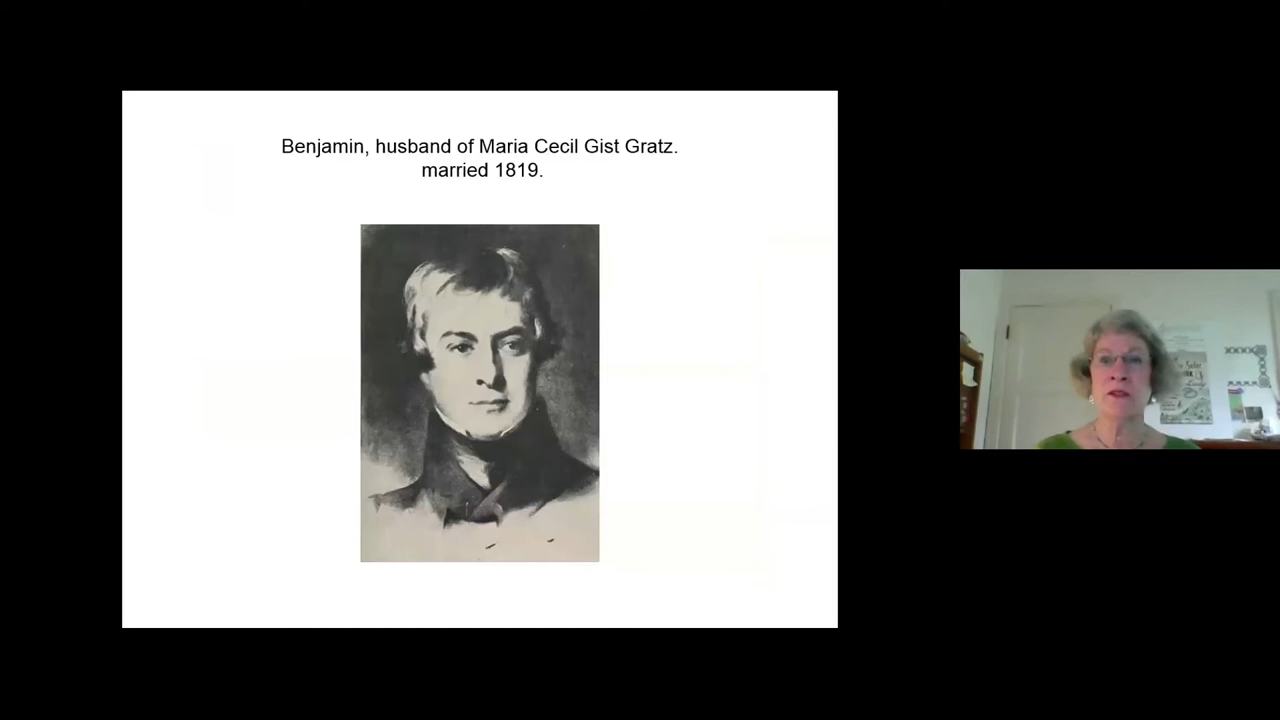 Benjamin, husband of Maria Cecil Gist Gratz.
married 1819.